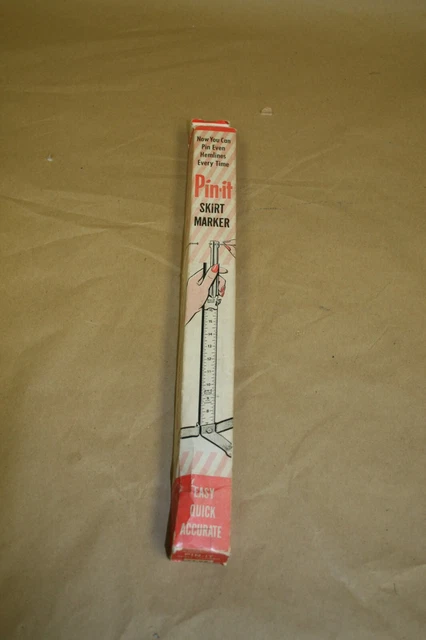 Now You Can
Pin Even
Hemlines
Every Time
Pin-it
SKIRT
MARKER
EASY
QUICK
ACCURATE